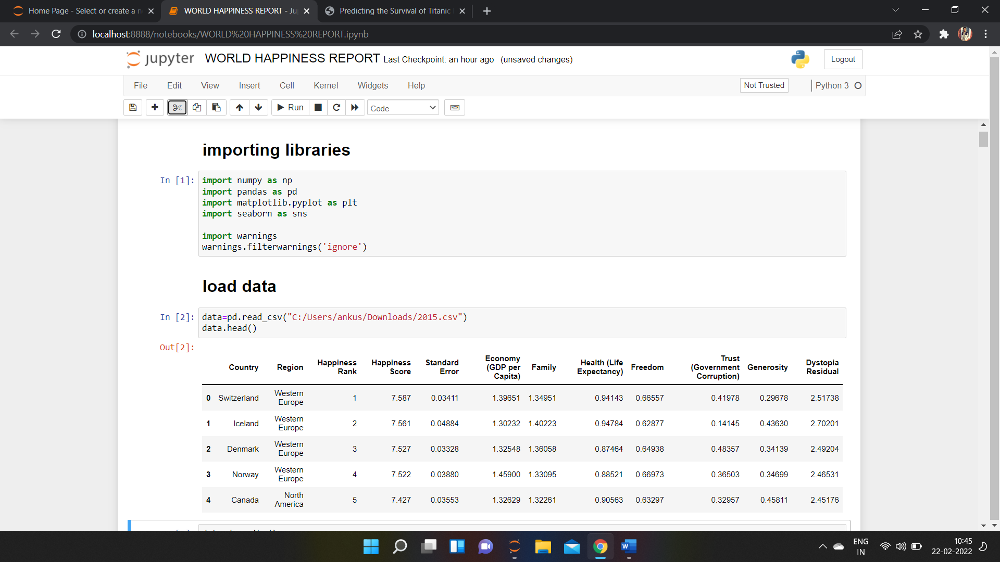 Home Page - Select or create a n
WORLD HAPPINESS REPORT - Ju
Predicting the Survival of Titanic
localhost:8888/notebooks/WORLD%20HAPPINESS%20REPORT.ipynb
jupyter WORLD HAPPINESS REPORT Last Checkpoint: an hour ago (unsaved changes)
Logout
File Edit View Insert Cell Kernel Widgets Help
Not Trusted
Python 3
Run
Code
importing libraries
In [1]: import numpy as np
import pandas as pd
import matplotlib.pyplot as plt
import seaborn as sns
import warnings
warnings.filterwarnings('ignore')
load data
In [2]: data=pd.read_csv("C:/Users/ankus/Downloads/2015.csv")
data.head()
Out[2]:
Country Region Happiness Rank Happiness Score Standard Error Economy (GDP per Capita) Family Health (Life Expectancy) Freedom Trust (Government Corruption) Generosity Dystopia Residual
0 Switzerland Western Europe 1 7.587 0.03411 1.39651 1.34951 0.94143 0.66557 0.41978 0.29678 2.51738
1 Iceland Western Europe 2 7.561 0.04884 1.30232 1.40223 0.94784 0.62877 0.14145 0.43630 2.70201
2 Denmark Western Europe 3 7.527 0.03328 1.32548 1.36058 0.87464 0.64938 0.48357 0.34139 2.49204
3 Norway Western Europe 4 7.522 0.03880 1.45900 1.33095 0.88521 0.66973 0.36503 0.34699 2.46531
4 Canada North America 5 7.427 0.03553 1.32629 1.32261 0.90563 0.63297 0.32957 0.45811 2.45176
ENG
IN
10:45
22-02-2022